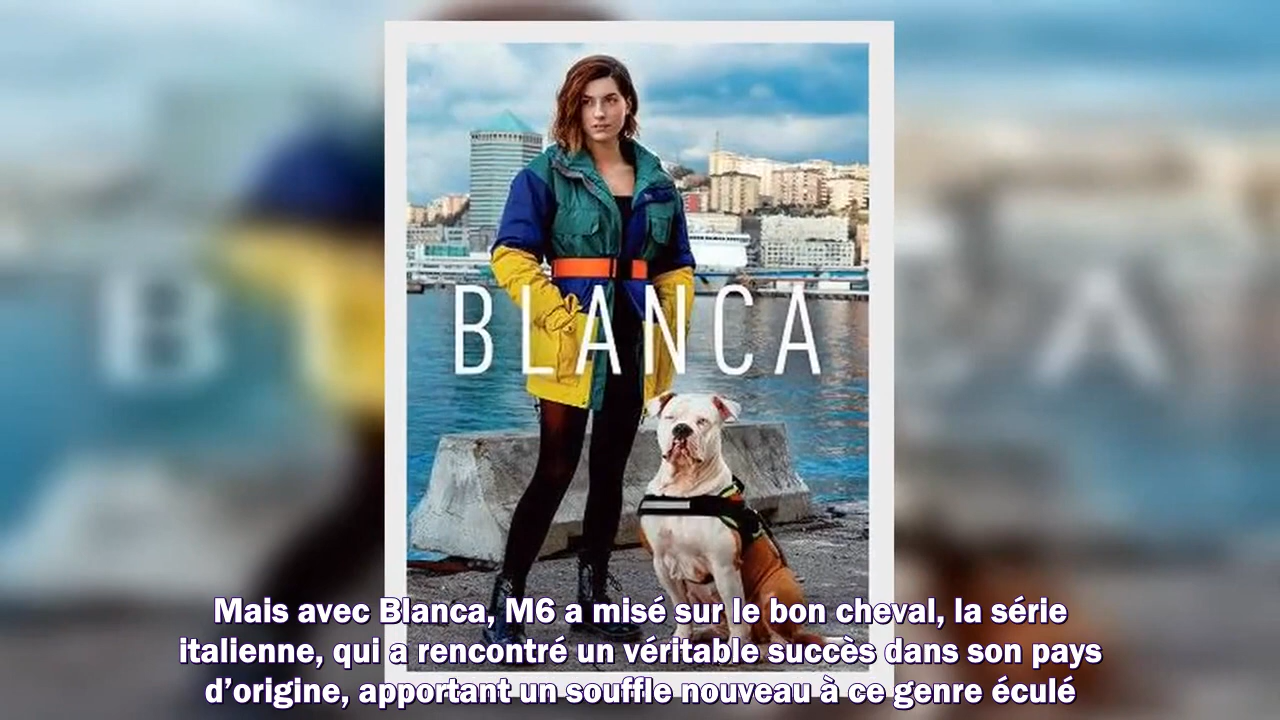 BLANCA
Mais avec Blanca, M6 a misé sur le bon cheval, la série
italienne, qui a rencontré un véritable succès dans son pays
d’origine, apportant un souffle nouveau à ce genre éculé